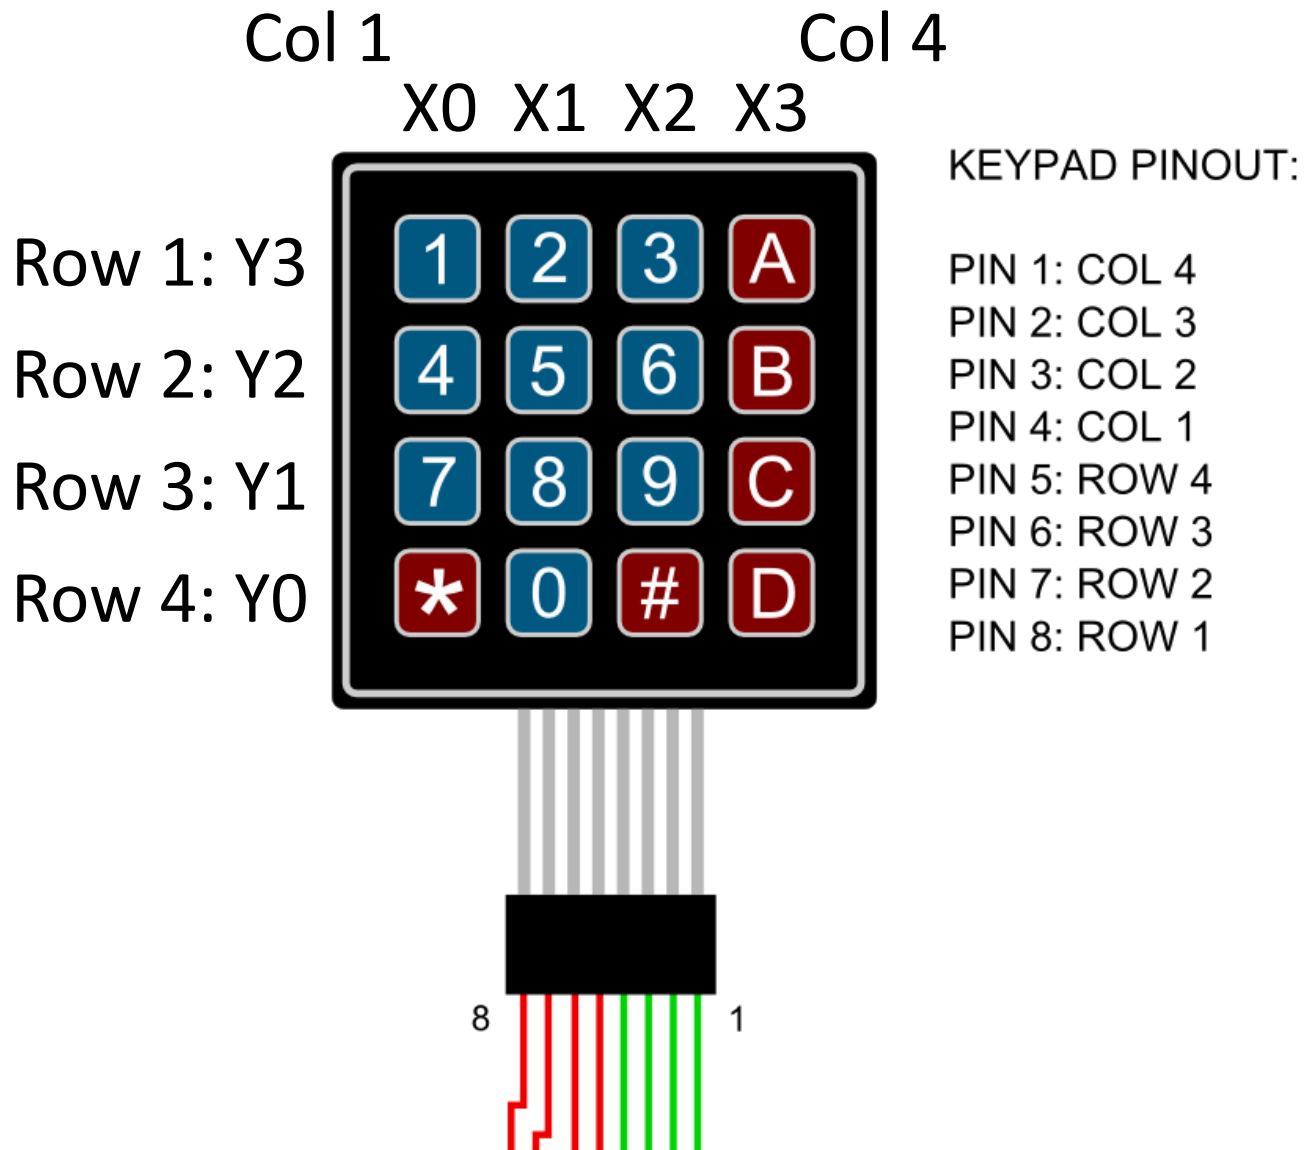 Col 1 Col 4
X0 X1 X2 X3
KEYPAD PINOUT:
Row 1: Y3 1 2 3 A
Row 2: Y2 4 5 6 B
Row 3: Y1 7 8 9 C
Row 4: Y0 * 0 # D
PIN 1: COL 4
PIN 2: COL 3
PIN 3: COL 2
PIN 4: COL 1
PIN 5: ROW 4
PIN 6: ROW 3
PIN 7: ROW 2
PIN 8: ROW 1
8 1